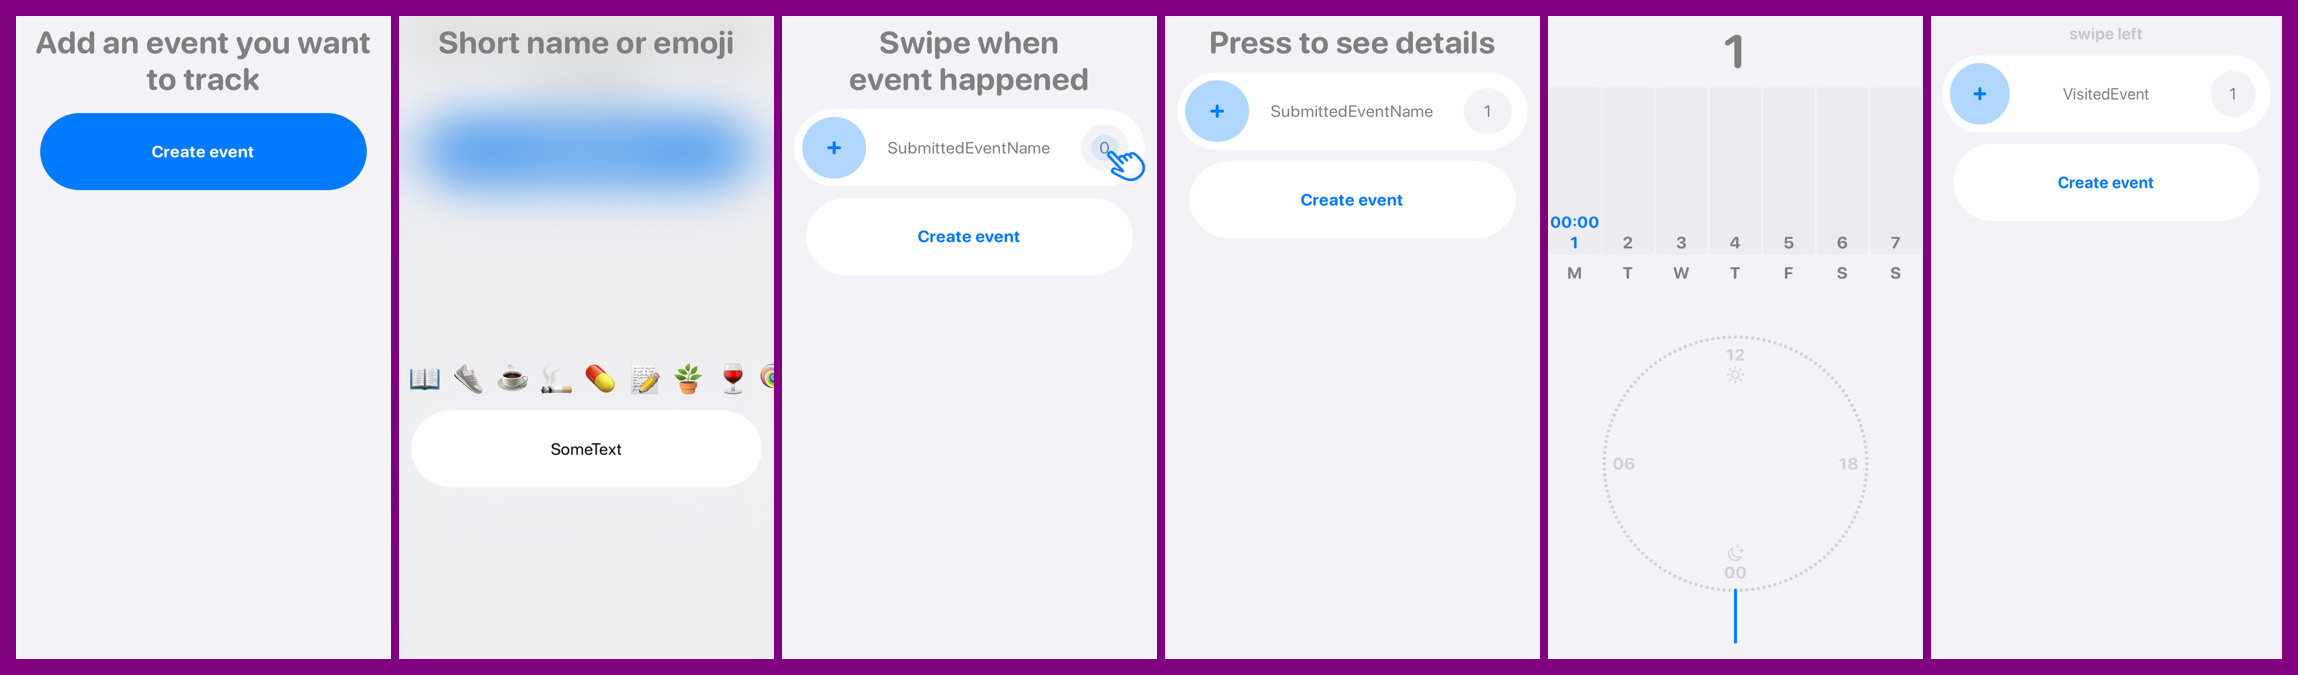 Add an event you want
to track
Create event
Short name or emoji
SomeText
Swipe when
event happened
+ SubmittedEventName 0
Create event
Press to see details
+ SubmittedEventName 1
Create event
1
00:00
1 2 3 4 5 6 7
M T W T F S S
12
06 18
00
swipe left
+ VisitedEvent 1
Create event